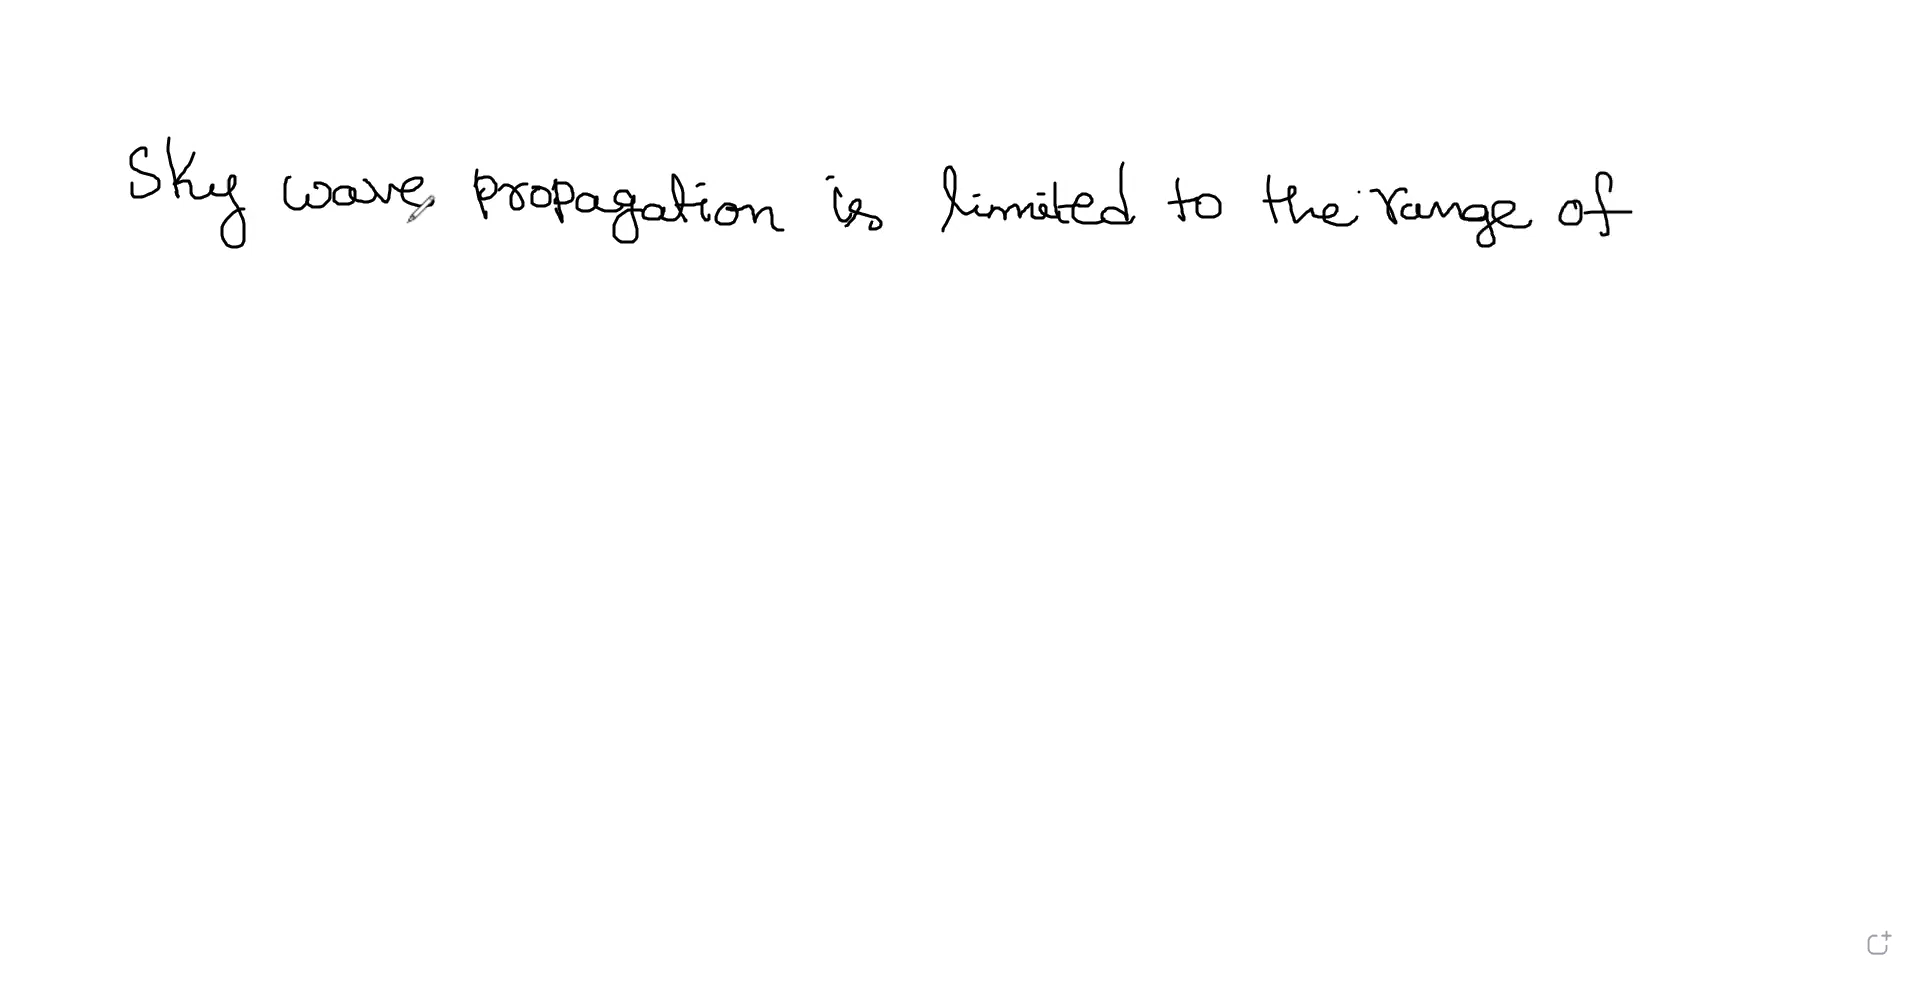 Sky wave propagation is limited to the range of